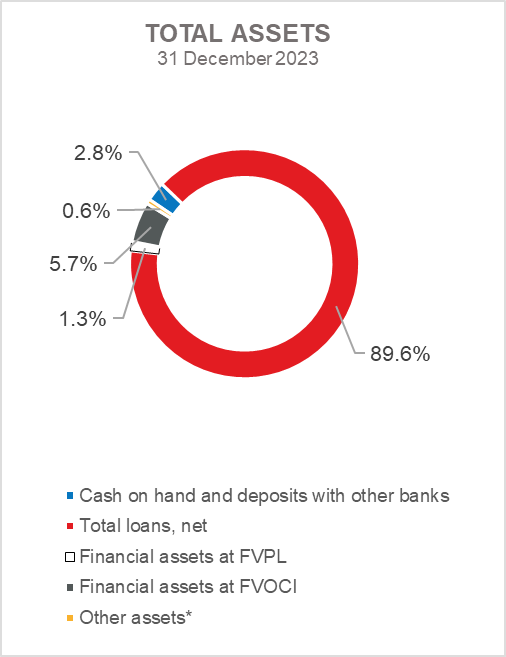 TOTAL ASSETS
31 December 2023
2.8%
0.6%
5.7%
1.3%
89.6%
Cash on hand and deposits with other banks
Total loans, net
Financial assets at FVPL
Financial assets at FVOCI
Other assets*